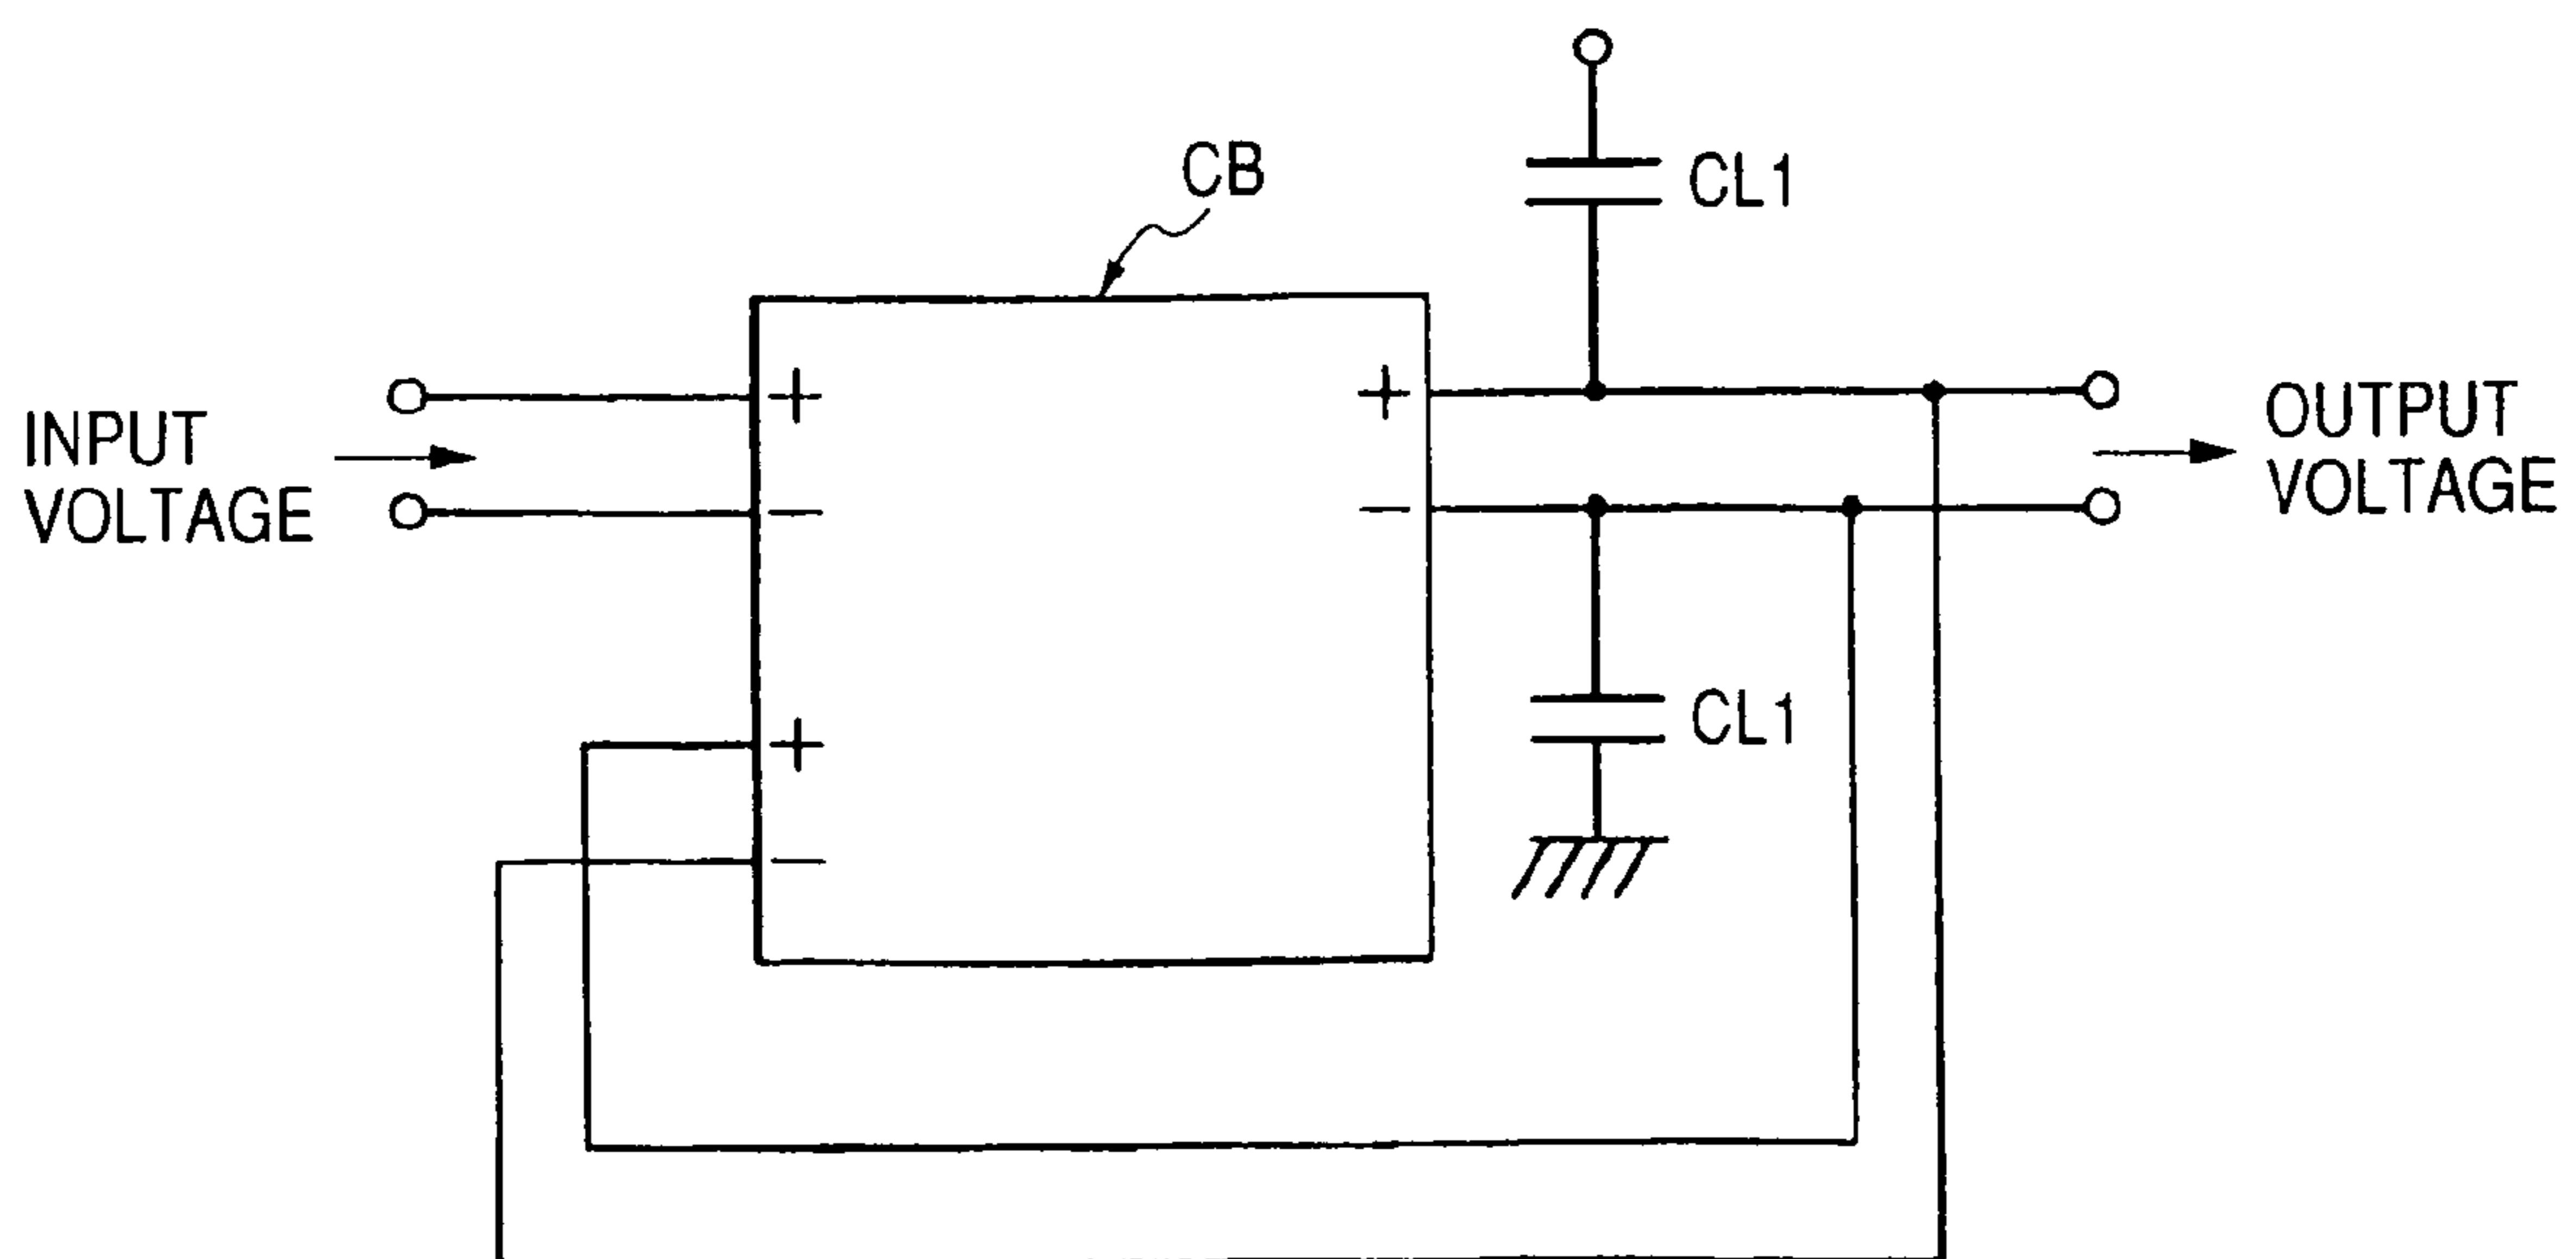 CB
CL1
INPUT
VOLTAGE
+
−
+
−
OUTPUT
VOLTAGE
+
−
CL1